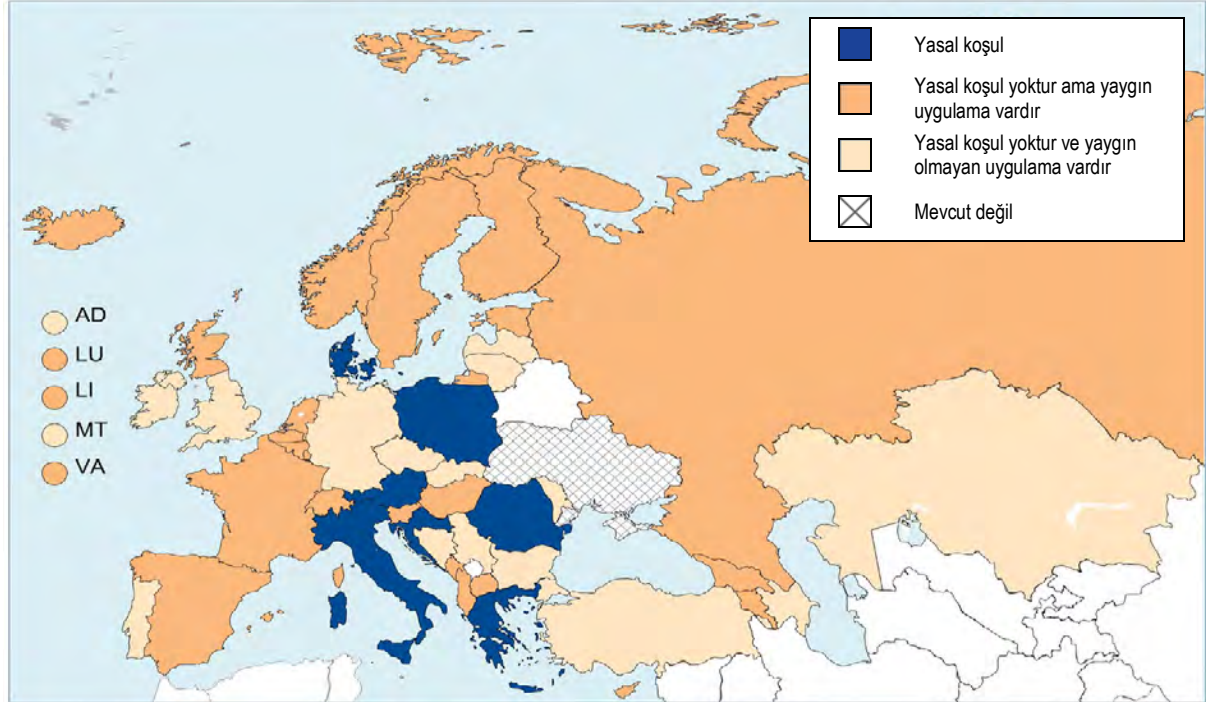 Yasal koşul
Yasal koşul yoktur ama yaygın
uygulama vardır
Yasal koşul yoktur ve yaygın
olmayan uygulama vardır
Mevcut değil
AD
LU
LI
MT
VA